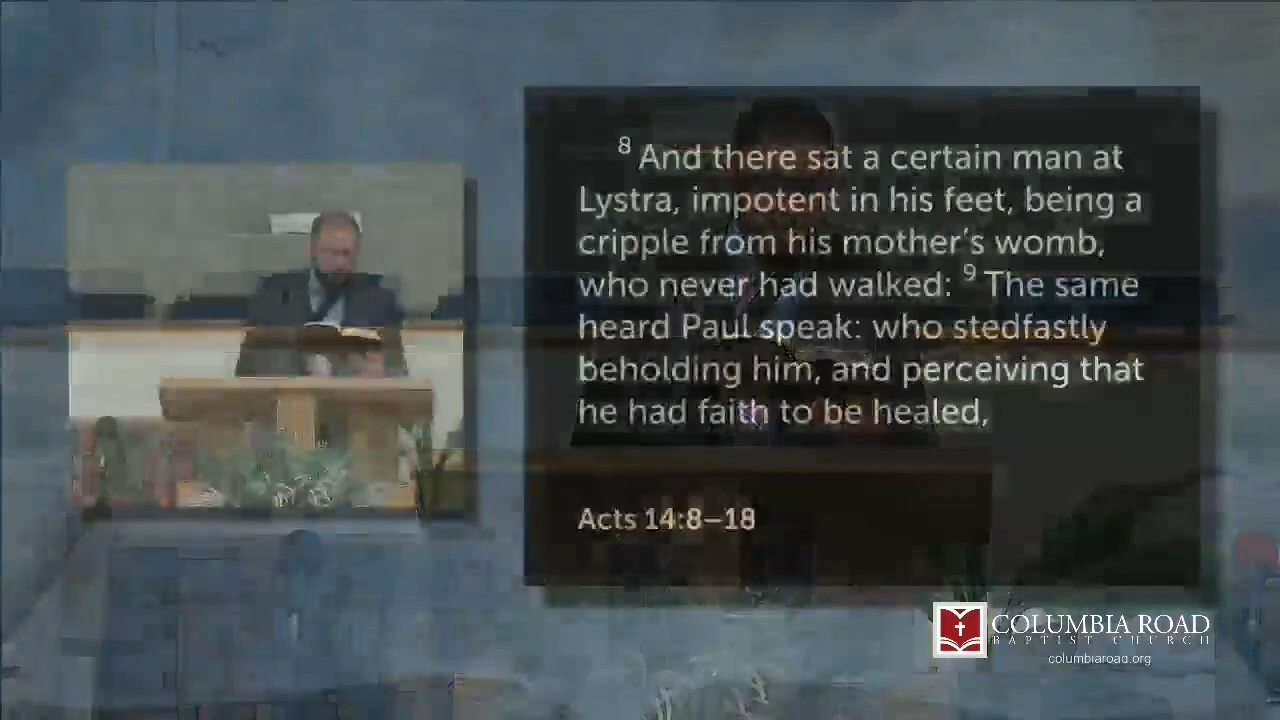 8 And there sat a certain man at
Lystra, impotent in his feet, being a
cripple from his mother’s womb,
who never had walked: 9 The same
heard Paul speak: who stedfastly
beholding him, and perceiving that
he had faith to be healed,
Acts 14:8–18
COLUMBIA ROAD
BAPTIST CHURCH
columbiaroad.org